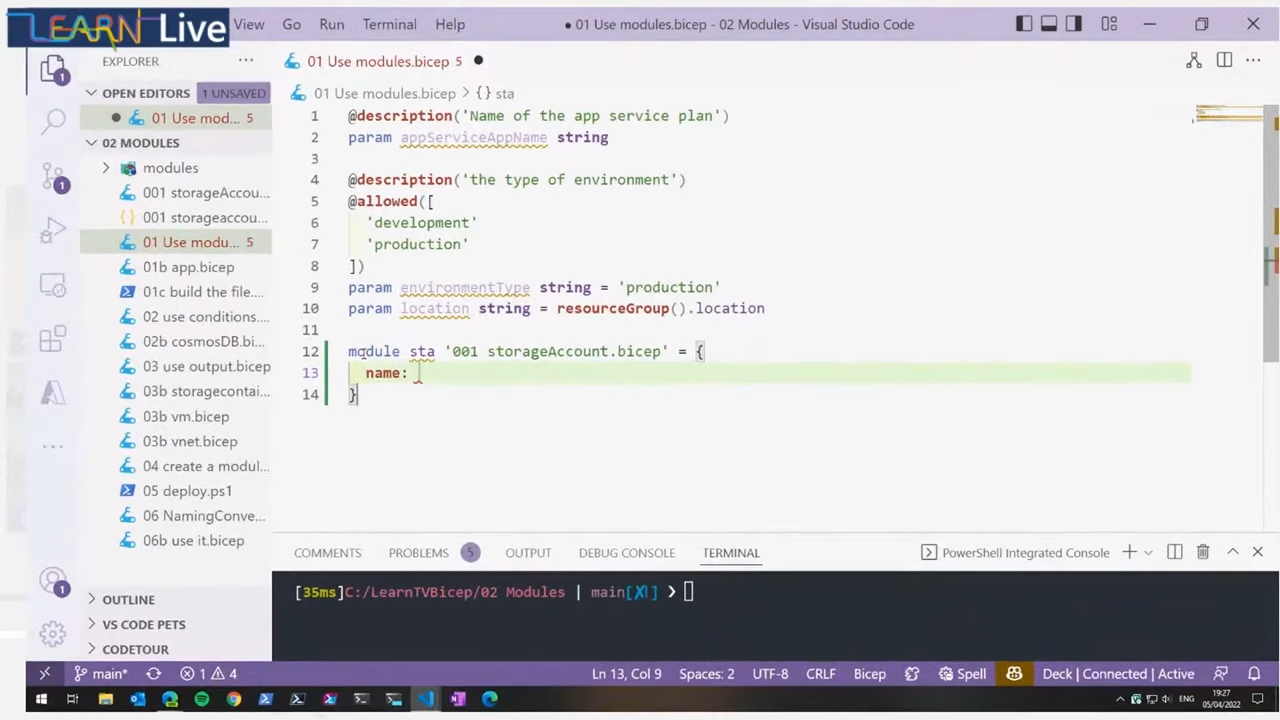 LEARN Live
View Go Run Terminal Help
● 01 Use modules.bicep - 02 Modules - Visual Studio Code
EXPLORER
01 Use modules.bicep 5
OPEN EDITORS 1 UNSAVED
01 Use mod... 5
02 MODULES
modules
001 storageAccou...
001 storageaccou...
01 Use modu... 5
01b app.bicep
01c build the file....
02 use conditions....
02b cosmosDB.bi...
03 use output.bicep
03b storagecontai...
03b vm.bicep
03b vnet.bicep
04 create a modul...
05 deploy.ps1
06 NamingConve...
06b use it.bicep
OUTLINE
VS CODE PETS
CORTEO
01 Use modules.bicep > {} sta
1 @description('Name of the app service plan')
2 param appServiceAppName string
3
4 @description('the type of environment')
5 @allowed([
6 'development'
7 'production'
8 ])
9 param environmentType string = 'production'
10 param location string = resourceGroup().location
11
12 module sta '001 storageAccount.bicep' = {
13 name:
14 }
COMMENTS PROBLEMS 5 OUTPUT DEBUG CONSOLE TERMINAL
PowerShell Integrated Console
[35ms]C:/LearnTVBicep/02 Modules | main[] ❯
main* 1 4 Ln 13, Col 9 Spaces: 2 UTF-8 CRLF Bicep Spell Deck | Connected | Active
ENG
19:27
05/04/2022